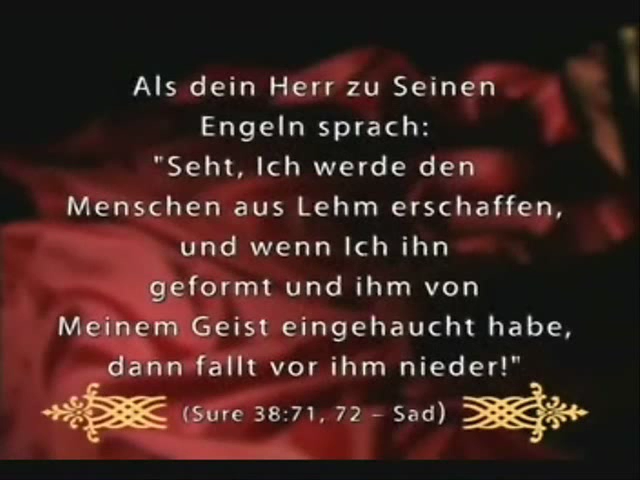 Als dein Herr zu Seinen
Engeln sprach:
"Seht, Ich werde den
Menschen aus Lehm erschaffen,
und wenn Ich ihn
geformt und ihm von
Meinem Geist eingehaucht habe,
dann fallt vor ihm nieder!"
(Sure 38:71, 72 – Sad)